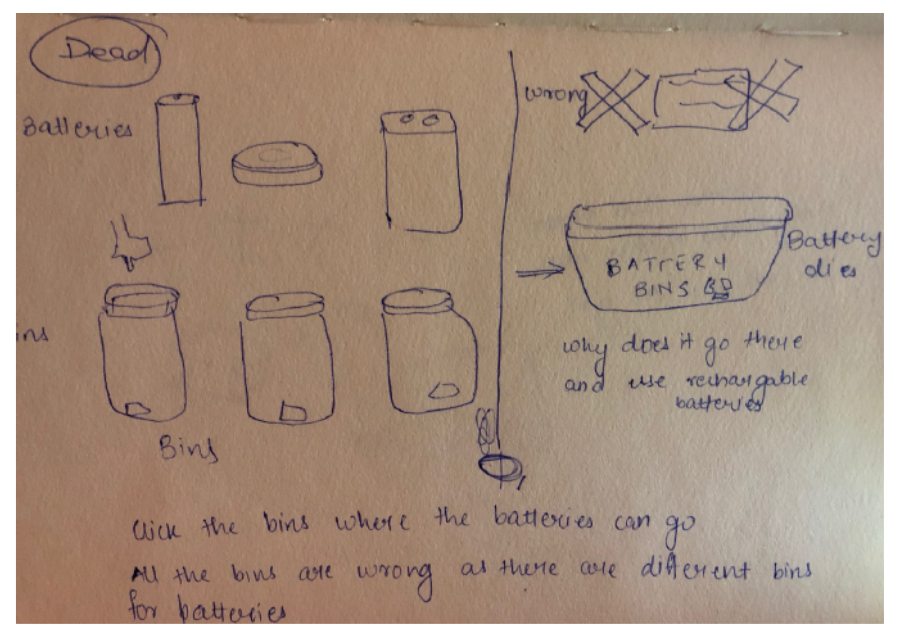 Dead
Batteries
ins
Bins
Wrong
BATTERY
BINS
Battery
dies
why does it go there
and use rechargable
batteries
Click the bins where the batteries can go
All the bins are wrong as there are different bins
for batteries